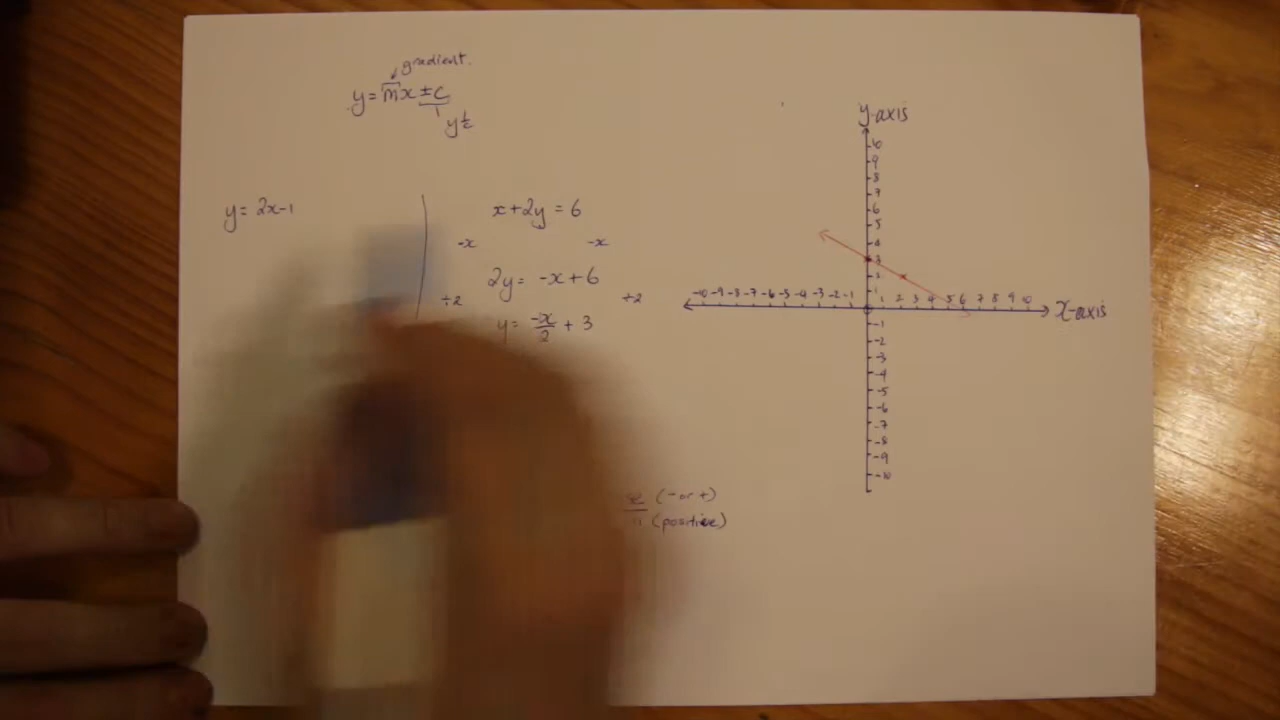 gradient.
y = mx ± c
y ½
y = 2x-1
x+2y = 6
-x -x
2y = -x+6
÷2 ÷2
y = -x/2 + 3
(- or +)
(positive)
y-axis
10
9
8
7
6
5
4
3
2
1
-10 -9 -8 -7 -6 -5 -4 -3 -2 -1 1 2 3 4 5 6 7 8 9 10
x-axis
-1
-2
-3
-4
-5
-6
-7
-8
-9
-10